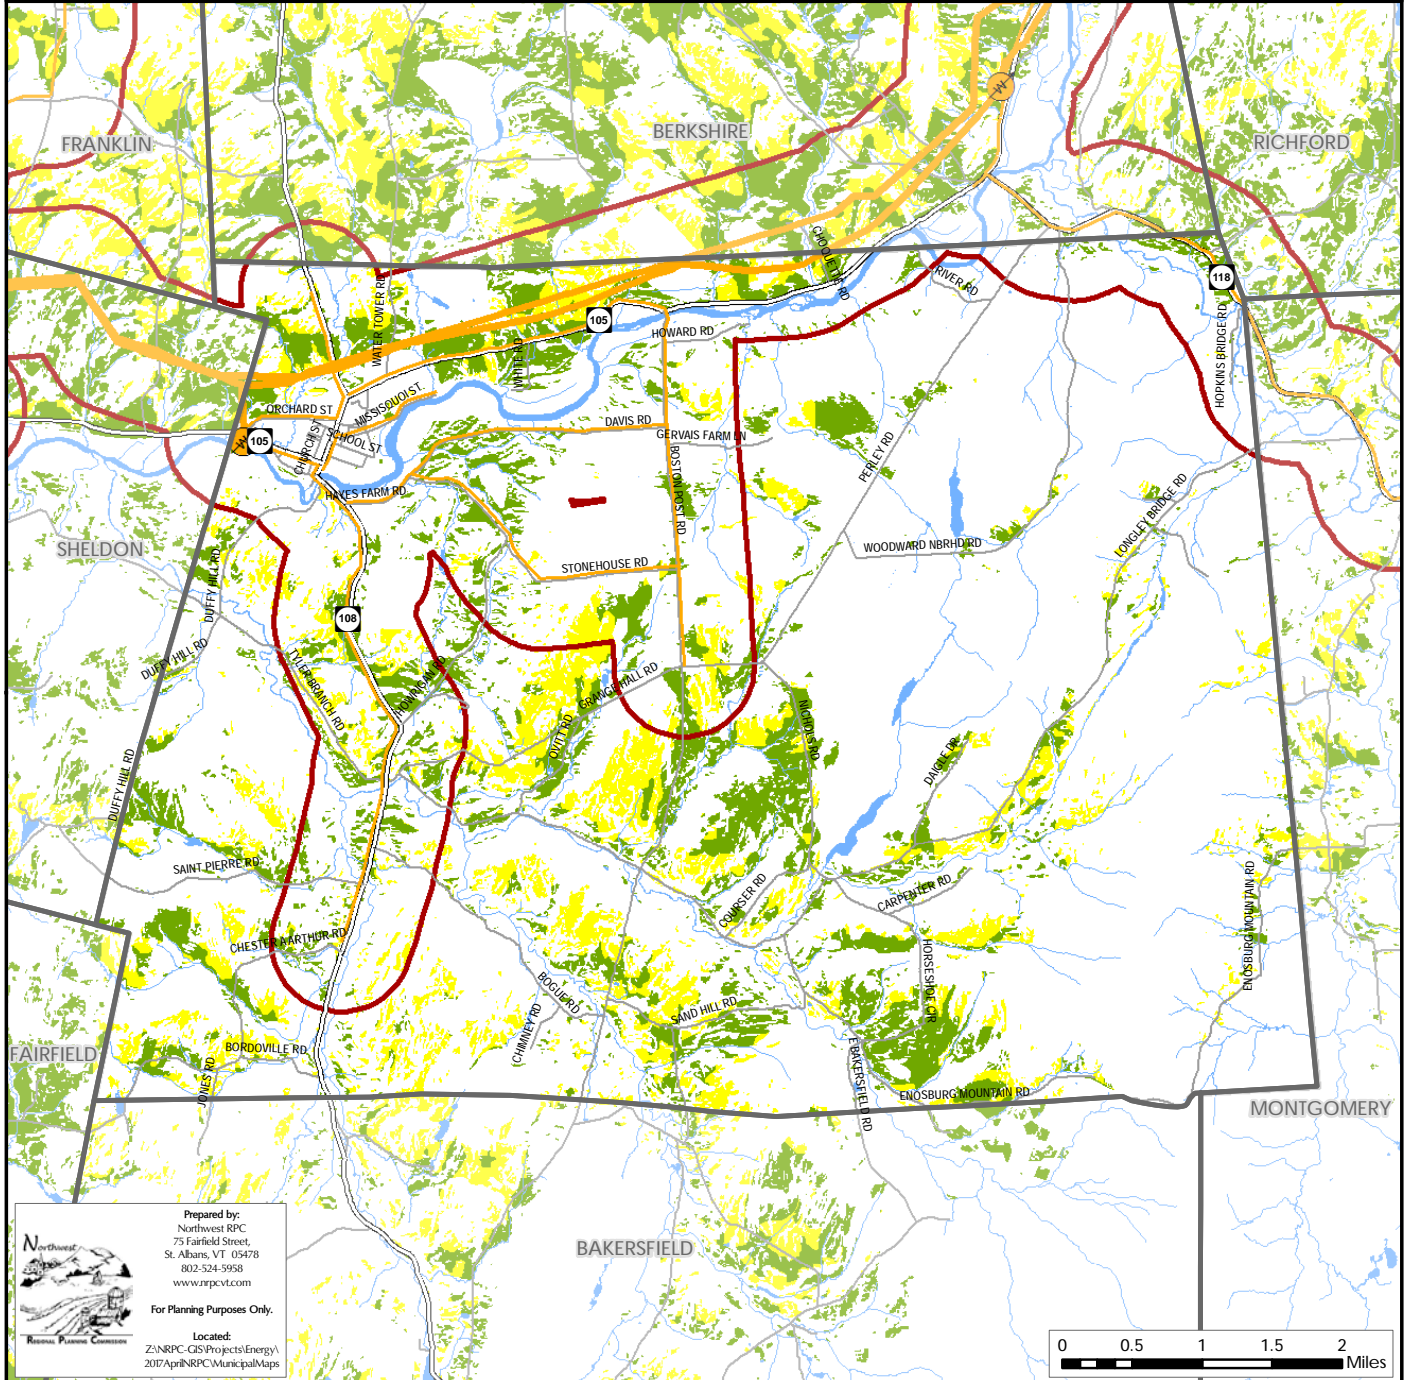 FRANKLIN
BERKSHIRE
RICHFORD
CHOQUETTE RD
RIVER RD
118
WATER TOWER RD
105
HOWARD RD
WHITE RD
HOPKINS BRIDGE RD
MISSISQUOI ST
ORCHARD ST
DAVIS RD
GERVAIS FARM LN
105
CHURCH ST
SCHOOL ST
PERLEY RD
BOSTON POST RD
HAYES FARM RD
LONGLEY BRIDGE RD
SHELDON
WOODWARD NBRHD RD
STONEHOUSE RD
DUFFY HILL RD
108
DUFFY HILL RD
TYLER BRANCH RD
HOWRIGAN RD
GRANGE HALL RD
NICHOLS RD
OVITT RD
DAIGLE DR
DUFFY HILL RD
SAINT PIERRE RD
COURSER RD
CARPENTER RD
ENOSBURG MOUNTAIN RD
CHESTER A ARTHUR RD
HORSESHOE CIR
BOGUE RD
SAND HILL RD
CHIMNEY RD
FAIRFIELD
BORDOVILLE RD
JONES RD
E BAKERSFIELD RD
ENOSBURG MOUNTAIN RD
MONTGOMERY
BAKERSFIELD
Northwest
REGIONAL PLANNING COMMISSION
Prepared by:
Northwest RPC
75 Fairfield Street,
St. Albans, VT 05478
802-524-5958
www.nrpcvt.com
For Planning Purposes Only.
Located:
Z:\NRPC-GIS\Projects\Energy\
2017AprilNRPC\MunicipalMaps
0 0.5 1 1.5 2
Miles